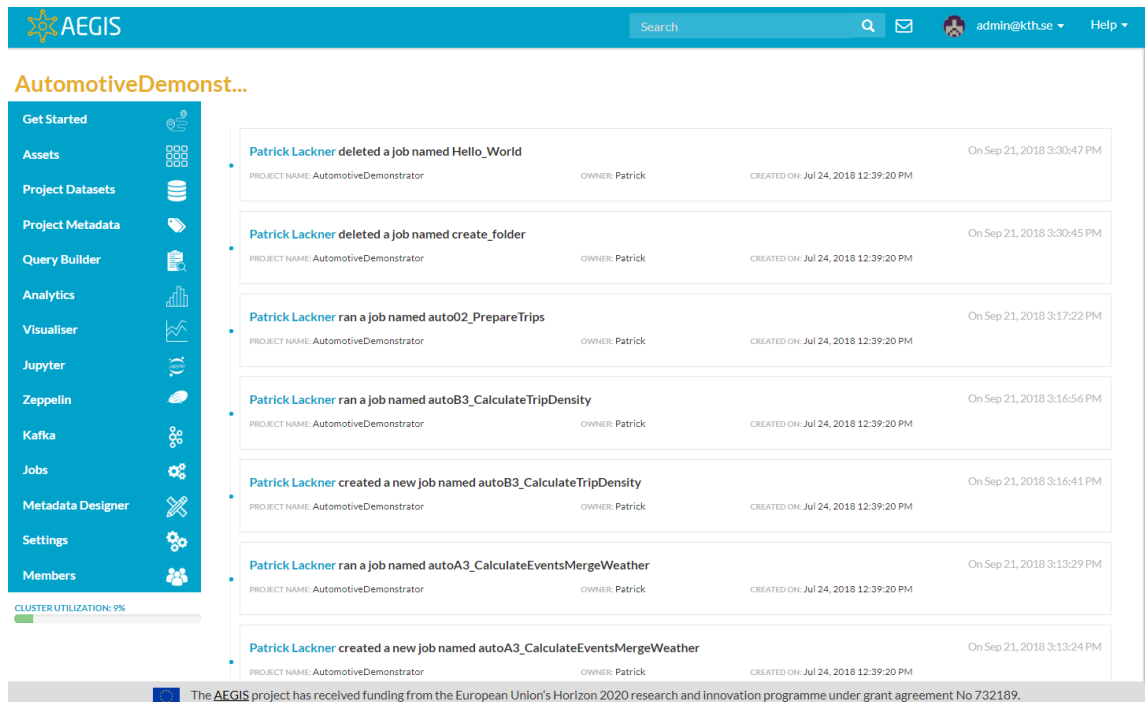 AEGIS
Search
admin@kth.se
Help
AutomotiveDemonst...
Get Started
Assets
Project Datasets
Project Metadata
Query Builder
Analytics
Visualiser
Jupyter
Zeppelin
Kafka
Jobs
Metadata Designer
Settings
Members
CLUSTER UTILIZATION: 9%
Patrick Lackner deleted a job named Hello_World On Sep 21, 2018 3:30:47 PM
PROJECT NAME: AutomotiveDemonstrator OWNER: Patrick CREATED ON: Jul 24, 2018 12:39:20 PM
Patrick Lackner deleted a job named create_folder On Sep 21, 2018 3:30:45 PM
PROJECT NAME: AutomotiveDemonstrator OWNER: Patrick CREATED ON: Jul 24, 2018 12:39:20 PM
Patrick Lackner ran a job named auto02_PrepareTrips On Sep 21, 2018 3:17:22 PM
PROJECT NAME: AutomotiveDemonstrator OWNER: Patrick CREATED ON: Jul 24, 2018 12:39:20 PM
Patrick Lackner ran a job named autoB3_CalculateTripDensity On Sep 21, 2018 3:16:56 PM
PROJECT NAME: AutomotiveDemonstrator OWNER: Patrick CREATED ON: Jul 24, 2018 12:39:20 PM
Patrick Lackner created a new job named autoB3_CalculateTripDensity On Sep 21, 2018 3:16:41 PM
PROJECT NAME: AutomotiveDemonstrator OWNER: Patrick CREATED ON: Jul 24, 2018 12:39:20 PM
Patrick Lackner ran a job named autoA3_CalculateEventsMergeWeather On Sep 21, 2018 3:13:29 PM
PROJECT NAME: AutomotiveDemonstrator OWNER: Patrick CREATED ON: Jul 24, 2018 12:39:20 PM
Patrick Lackner created a new job named autoA3_CalculateEventsMergeWeather On Sep 21, 2018 3:13:24 PM
PROJECT NAME: AutomotiveDemonstrator OWNER: Patrick CREATED ON: Jul 24, 2018 12:39:20 PM
The AEGIS project has received funding from the European Union's Horizon 2020 research and innovation programme under grant agreement No 732189.